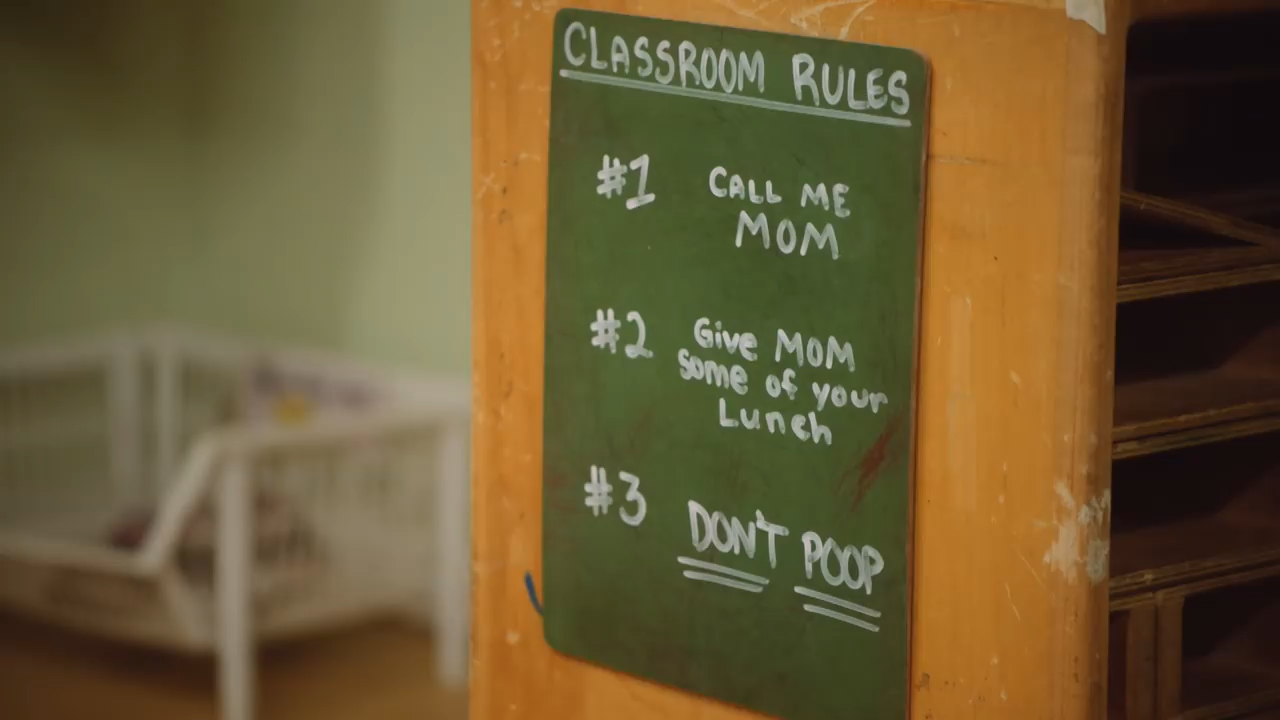 CLASSROOM RULES
#1 CALL ME
MOM
#2 Give MOM
some of your
Lunch
#3 DON'T POOP